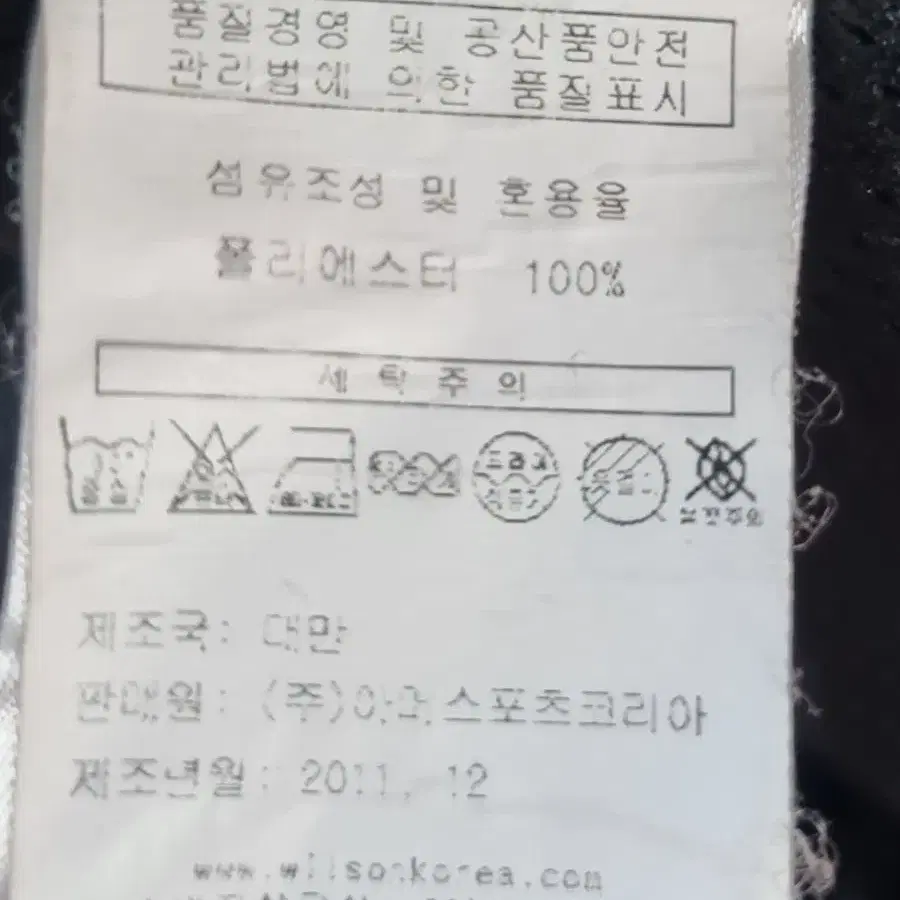 품질경영 및 공산품안전
관리법에 의한 품질표시
섬유조성 및 혼용율
폴리에스터 100%
세탁주의
드라이
제조국: 대만
판매원: (주) 스포츠코리아
제조년월: 2011. 12
www.wilsonkorea.com